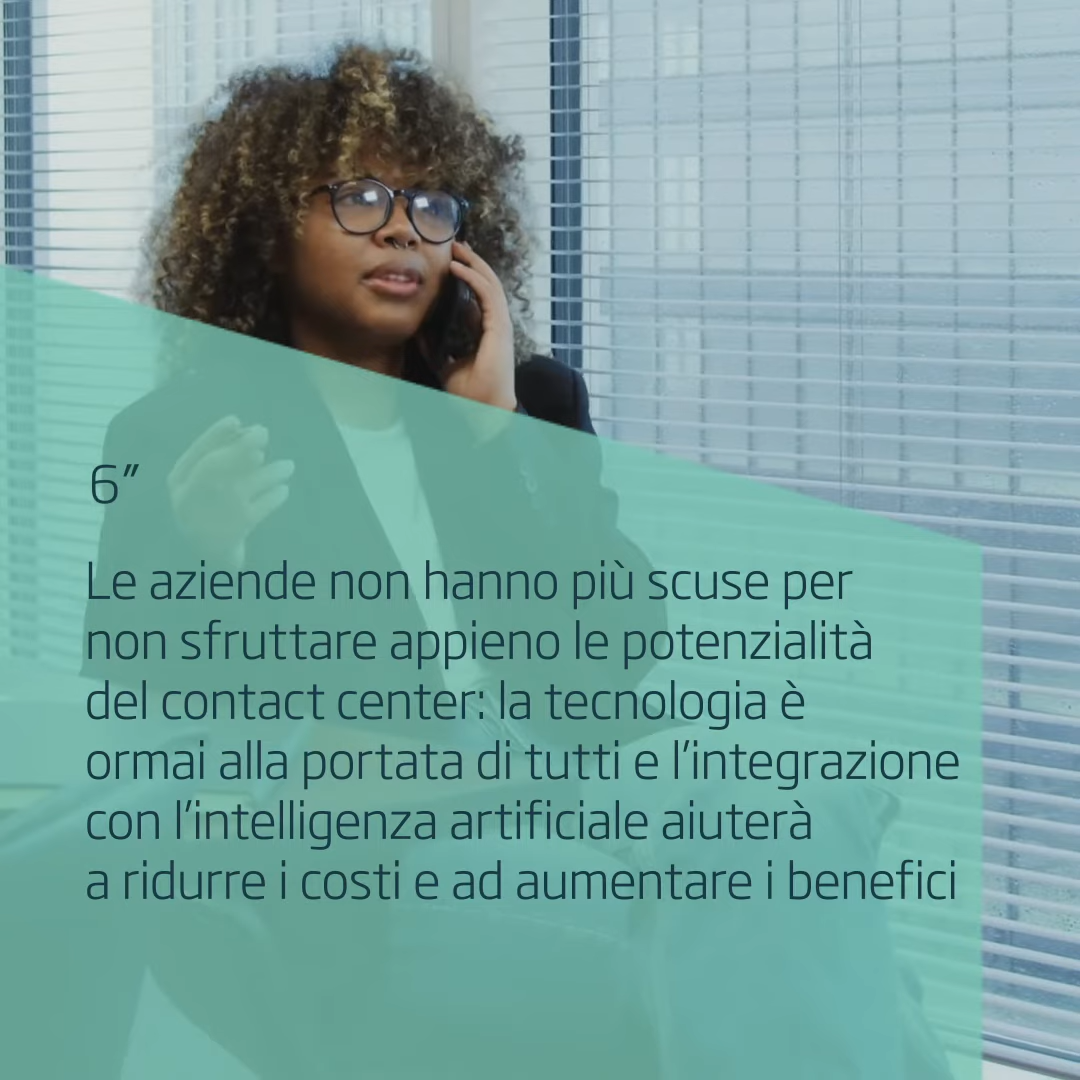 6”
Le aziende non hanno più scuse per
non sfruttare appieno le potenzialità
del contact center: la tecnologia è
ormai alla portata di tutti e l’integrazione
con l’intelligenza artificiale aiuterà
a ridurre i costi e ad aumentare i benefici